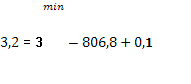 min
3,2 = 3 – 806,8 + 0,1